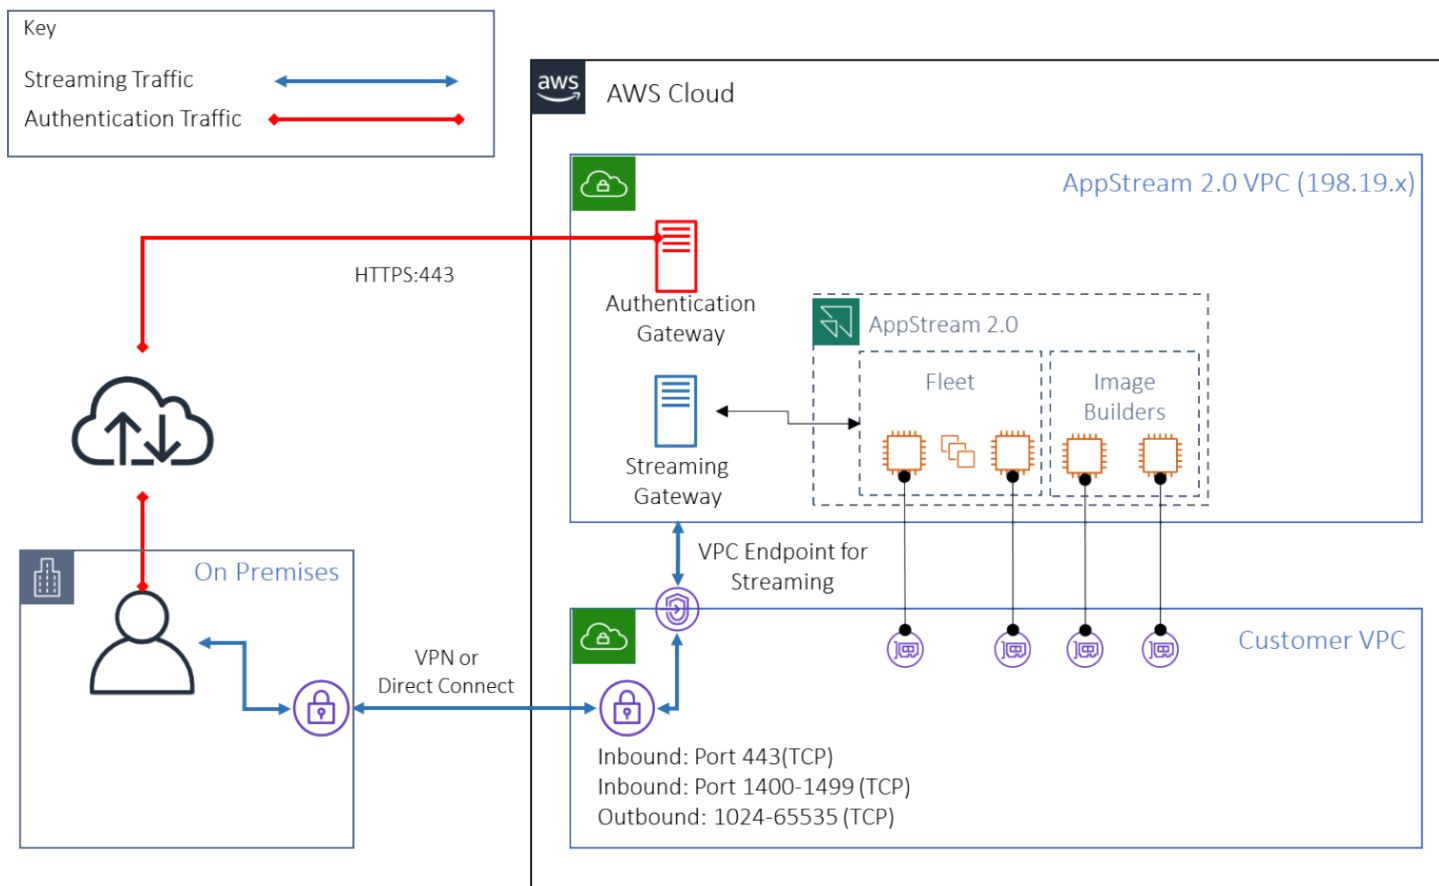 Key
Streaming Traffic
Authentication Traffic
aws
AWS Cloud
AppStream 2.0 VPC (198.19.x)
HTTPS:443
Authentication
Gateway
AppStream 2.0
Fleet
Image
Builders
Streaming
Gateway
VPC Endpoint for
Streaming
On Premises
Customer VPC
VPN or
Direct Connect
Inbound: Port 443(TCP)
Inbound: Port 1400-1499 (TCP)
Outbound: 1024-65535 (TCP)